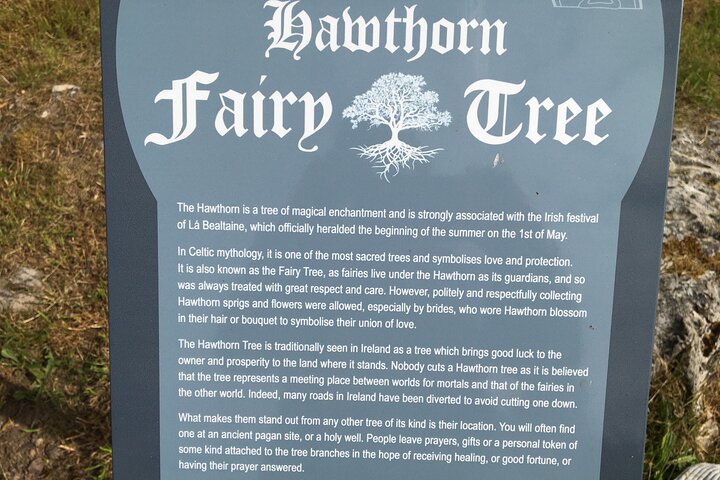 Hawthorn
Fairy Tree
The Hawthorn is a tree of magical enchantment and is strongly associated with the Irish festival
of Lá Bealtaine, which officially heralded the beginning of the summer on the 1st of May.
In Celtic mythology, it is one of the most sacred trees and symbolises love and protection.
It is also known as the Fairy Tree, as fairies live under the Hawthorn as its guardians, and so
was always treated with great respect and care. However, politely and respectfully collecting
Hawthorn sprigs and flowers were allowed, especially by brides, who wore Hawthorn blossom
in their hair or bouquet to symbolise their union of love.
The Hawthorn Tree is traditionally seen in Ireland as a tree which brings good luck to the
owner and prosperity to the land where it stands. Nobody cuts a Hawthorn tree as it is believed
that the tree represents a meeting place between worlds for mortals and that of the fairies in
the other world. Indeed, many roads in Ireland have been diverted to avoid cutting one down.
What makes them stand out from any other tree of its kind is their location. You will often find
one at an ancient pagan site, or a holy well. People leave prayers, gifts or a personal token of
some kind attached to the tree branches in the hope of receiving healing, or good fortune, or
having their prayer answered.